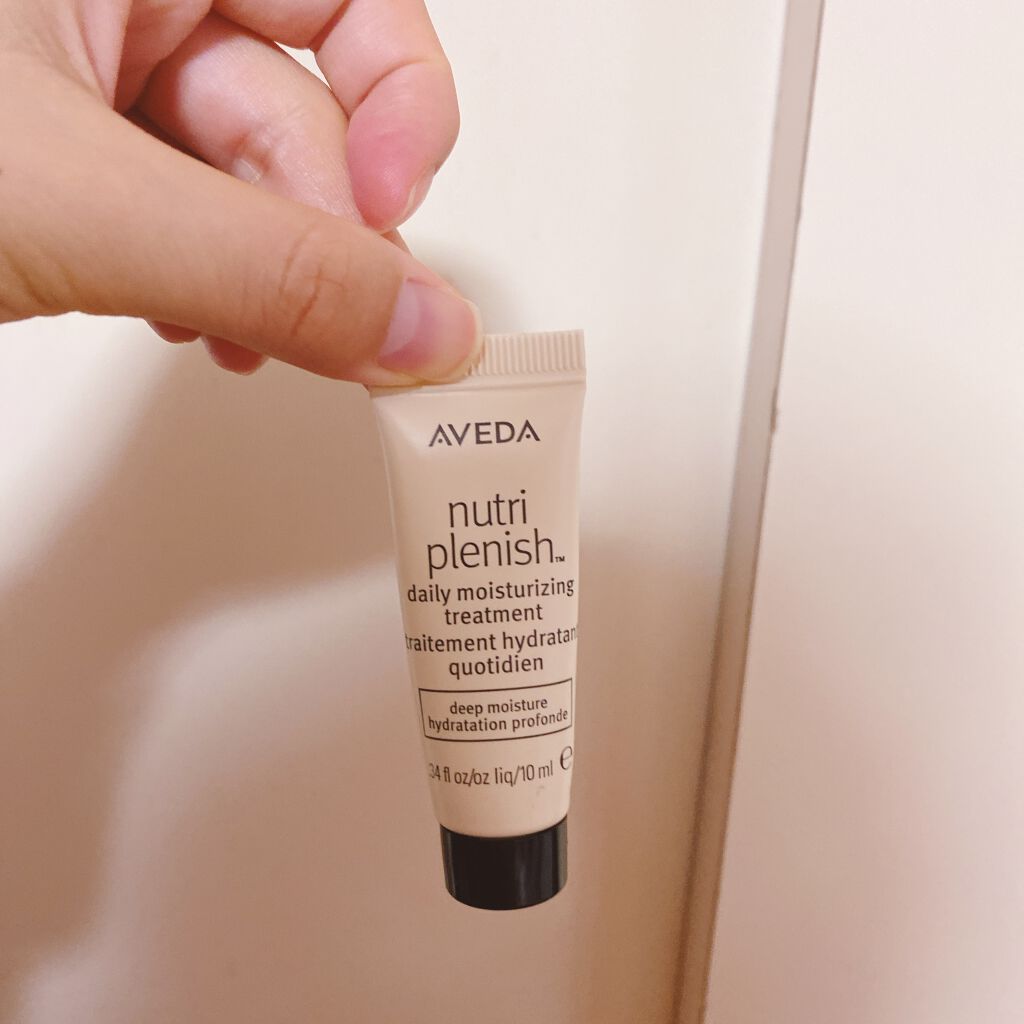 AVEDA
nutri
plenish™
daily moisturizing
treatment
traitement hydratant
quotidien
deep moisture
hydratation profonde
.34 fl oz/oz liq/10 ml ℮